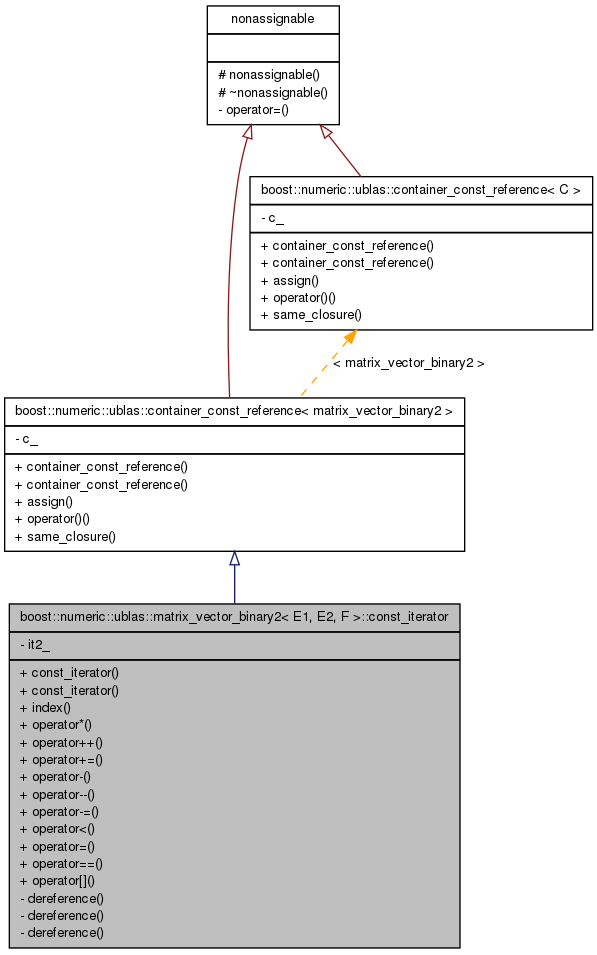 nonassignable
# nonassignable()
# ~nonassignable()
- operator=()
boost::numeric::ublas::container_const_reference< C >
- c_
+ container_const_reference()
+ container_const_reference()
+ assign()
+ operator()()
+ same_closure()
< matrix_vector_binary2 >
boost::numeric::ublas::container_const_reference< matrix_vector_binary2 >
- c_
+ container_const_reference()
+ container_const_reference()
+ assign()
+ operator()()
+ same_closure()
boost::numeric::ublas::matrix_vector_binary2< E1, E2, F >::const_iterator
- it2_
+ const_iterator()
+ const_iterator()
+ index()
+ operator*()
+ operator++()
+ operator+=()
+ operator-()
+ operator--()
+ operator-=()
+ operator<()
+ operator=()
+ operator==()
+ operator[]()
- dereference()
- dereference()
- dereference()